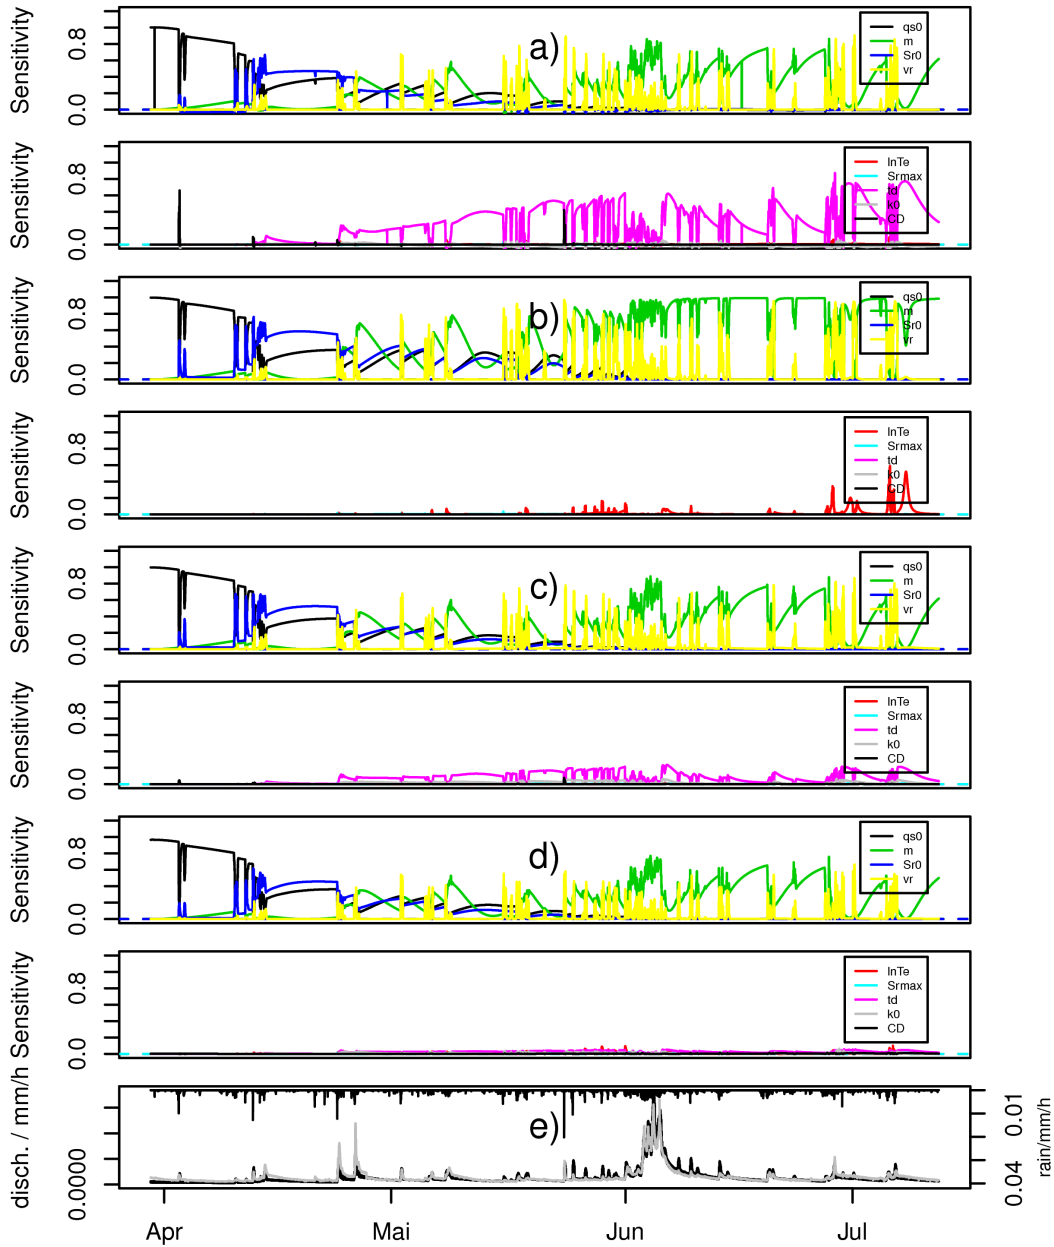 Sensitivity
0.0
0.8
a)
qs0
m
Sr0
vr
Sensitivity
0.0
0.8
InTe
Srmax
td
k0
CD
Sensitivity
0.0
0.8
b)
qs0
m
Sr0
vr
Sensitivity
0.0
0.8
InTe
Srmax
td
k0
CD
Sensitivity
0.0
0.8
c)
qs0
m
Sr0
vr
Sensitivity
0.0
0.8
InTe
Srmax
td
k0
CD
Sensitivity
0.0
0.8
d)
qs0
m
Sr0
vr
Sensitivity
0.0
0.8
InTe
Srmax
td
k0
CD
disch. / mm/h
0.0000
e)
0.01
0.04
rain/mm/h
Apr Mai Jun Jul